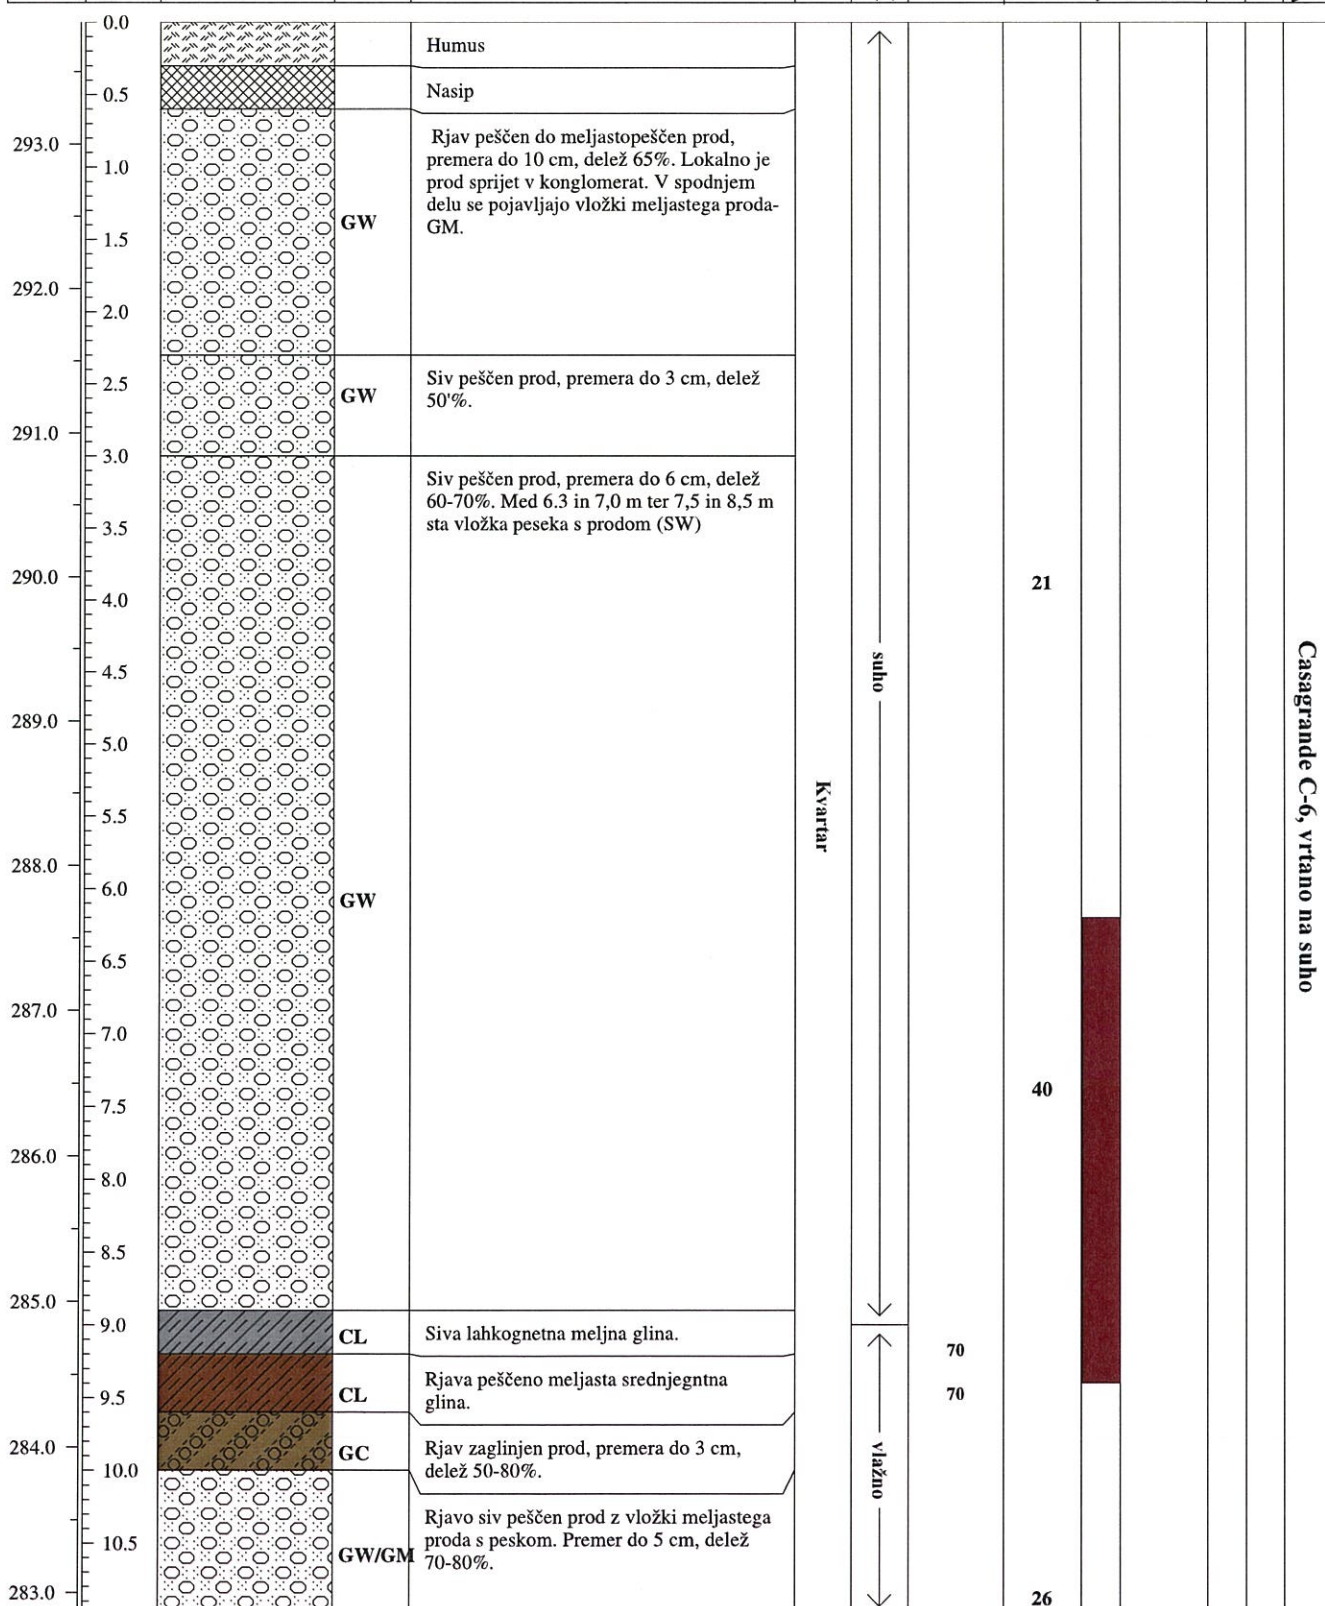 0.0
Humus
0.5
Nasip
293.0
1.0
1.5
292.0
2.0
GW
Rjav peščen do meljastopeščen prod,
premera do 10 cm, delež 65%. Lokalno je
prod sprijet v konglomerat. V spodnjem
delu se pojavljajo vložki meljastega proda-
GM.
2.5
291.0
3.0
GW
Siv peščen prod, premera do 3 cm, delež
50'%.
3.5
290.0
4.0
4.5
289.0
5.0
5.5
288.0
6.0
6.5
287.0
7.0
7.5
286.0
8.0
8.5
285.0
GW
Siv peščen prod, premera do 6 cm, delež
60-70%. Med 6.3 in 7,0 m ter 7,5 in 8,5 m
sta vložka peseka s prodom (SW)
9.0
CL
Siva lahkognetna meljna glina.
9.5
CL
Rjava peščeno meljasta srednjegntna
glina.
284.0
10.0
GC
Rjav zaglinjen prod, premera do 3 cm,
delež 50-80%.
10.5
283.0
GW/GM
Rjavo siv peščen prod z vložki meljastega
proda s peskom. Premer do 5 cm, delež
70-80%.
Kvartar
suho
vlažno
70
70
21
40
26
Casagrande C-6, vrtano na suho